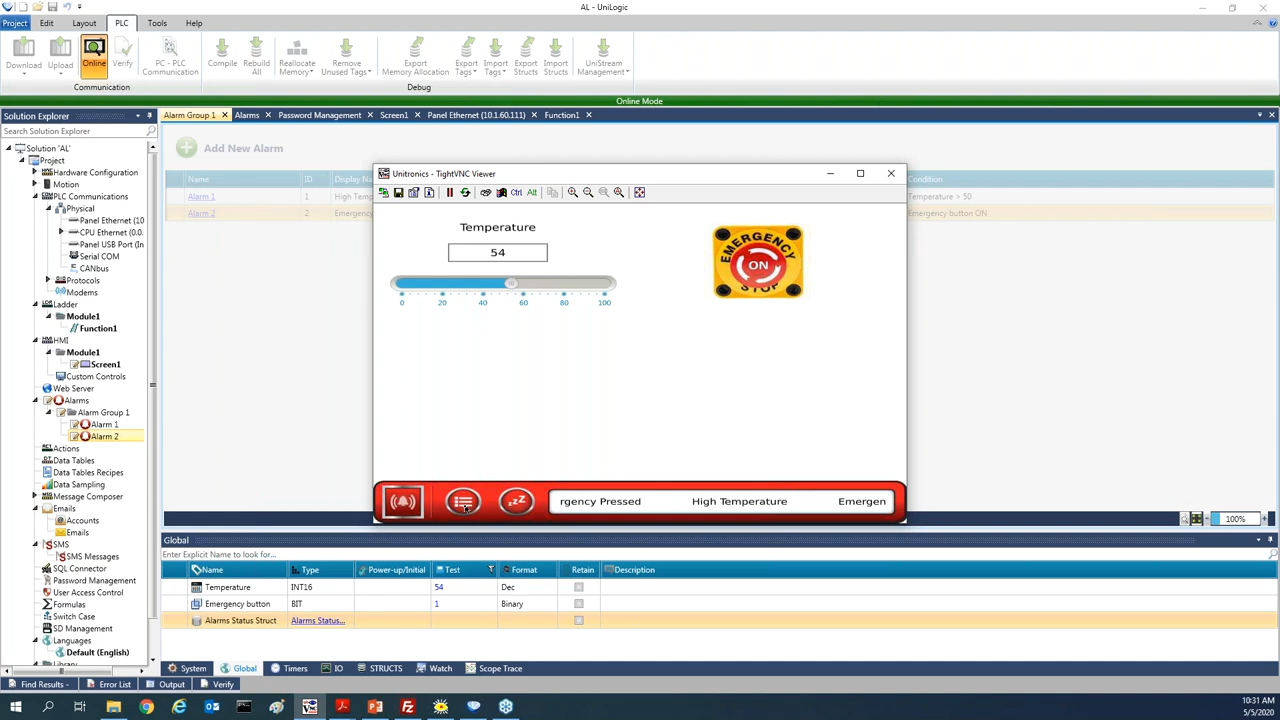 AL - UniLogic
Project Edit Layout PLC Tools Help
Download Upload Online Verify PC - PLC Communication Compile Rebuild All Reallocate Memory Remove Unused Tags Export Memory Allocation Export Tags Import Tags Export Structs Import Structs UniStream Management
Communication Debug
Online Mode
Solution Explorer
Search Solution Explorer
Solution 'AL'
Project
Hardware Configuration
Motion
PLC Communications
Physical
Panel Ethernet (10
CPU Ethernet (0.0.
Panel USB Port (In
Serial COM
CANbus
Protocols
Modems
Ladder
Module1
Function1
HMI
Module1
Screen1
Custom Controls
Web Server
Alarms
Alarm Group 1
Alarm 1
Alarm 2
Actions
Data Tables
Data Tables Recipes
Data Sampling
Message Composer
Emails
Accounts
Emails
SMS
SMS Messages
SQL Connector
Password Management
User Access Control
Formulas
Switch Case
SD Management
Languages
Default (English)
Library
Alarm Group 1 Alarms Password Management Screen1 Panel Ethernet (10.1.60.111) Function1
Add New Alarm
Name ID Display Na Condition
Alarm 1 1 High Temp Temperature > 50
Alarm 2 2 Emergency Emergency button ON
Unitronics - TightVNC Viewer
Ctrl Alt
Temperature
54
0 20 40 60 80 100
EMERGENCY
ON
STOP
zzZ
rgency Pressed High Temperature Emergen
100%
Global
Enter Explicit Name to look for...
Name Type Power-up/Initial Test Format Retain Description
Temperature INT16 54 Dec
Emergency button BIT 1 Binary
Alarms Status Struct Alarms Status...
System Global Timers IO STRUCTS Watch Scope Trace
Find Results - Error List Output Verify
10:31 AM
5/5/2020